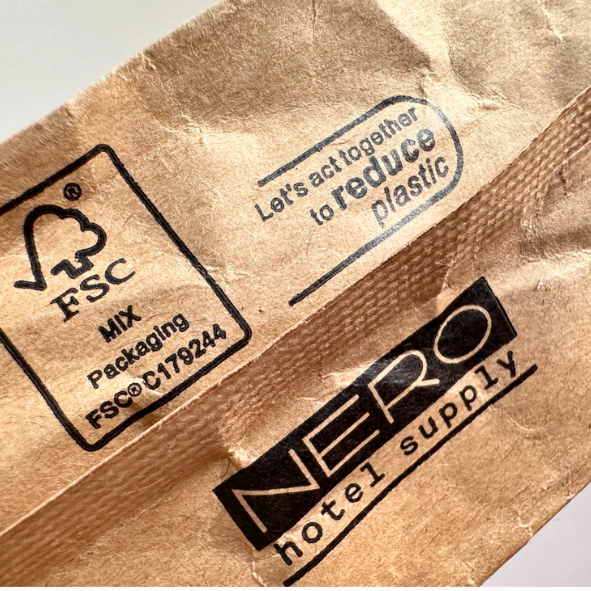 ®
FSC
MIX
Packaging
FSC® C179244
Let's act together
to reduce
plastic
NERO
hotel supply